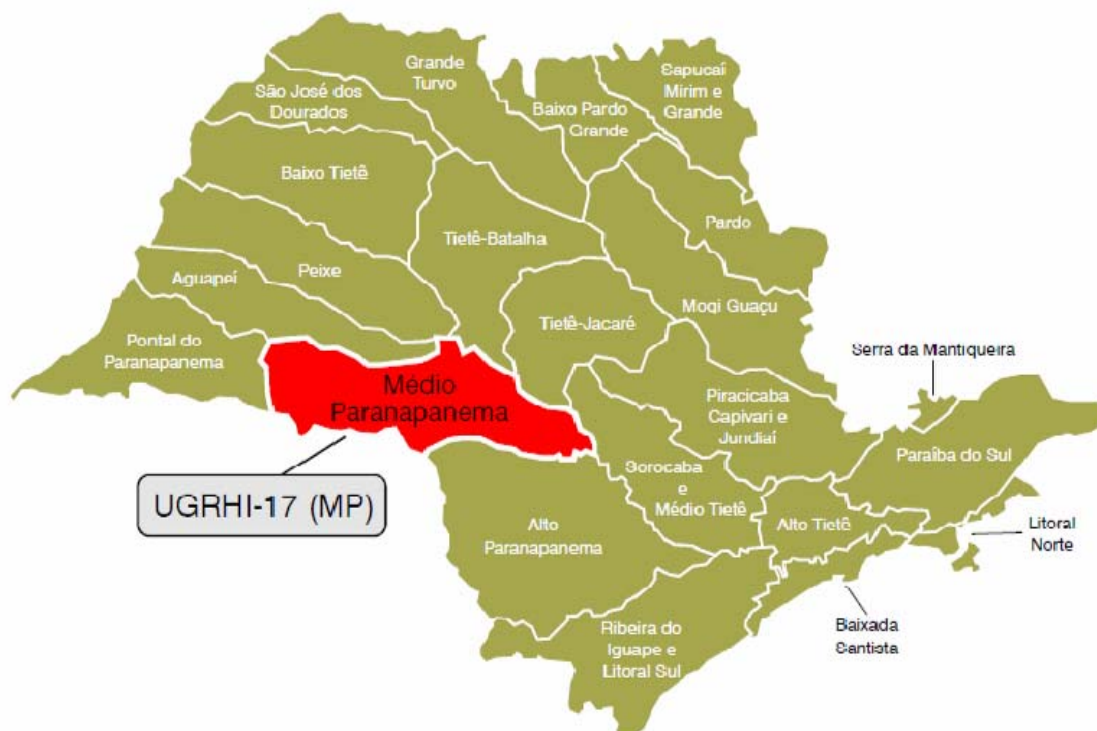 Grande
Turvo
São José dos
Dourados
Baixo Pardo
Grande
Sapucaí
Mirim e
Grande
Baixo Tietê
Pardo
Tietê-Batalha
Peixe
Aguapeí
Mogi Guaçu
Tietê-Jacaré
Pontal do
Paranapanema
Serra da Mantiqueira
Médio
Paranapanema
Piracicaba
Capivari e
Jundiaí
Paraíba do Sul
Sorocaba
e
Médio Tietê
UGRHI-17 (MP)
Alto
Paranapanema
Alto Tietê
Litoral
Norte
Baixada
Santista
Ribeira do
Iguape e
Litoral Sul